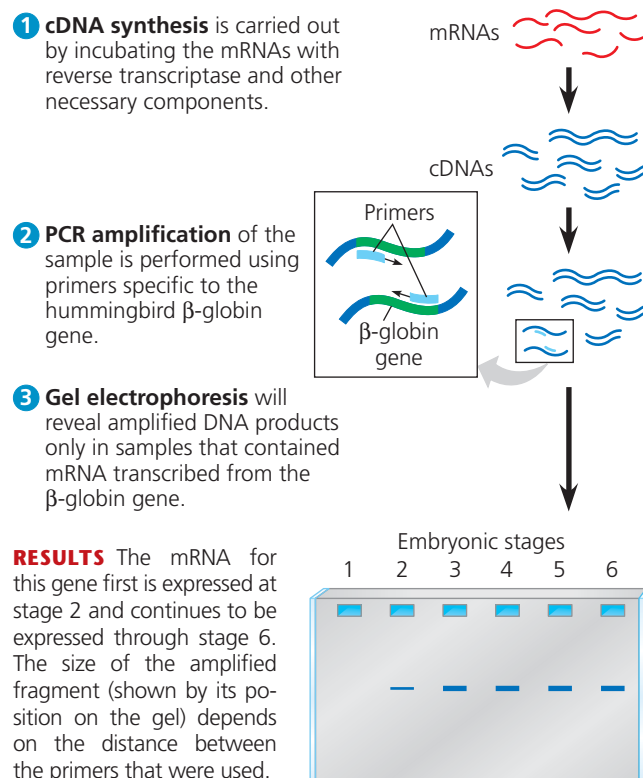 1 cDNA synthesis is carried out
by incubating the mRNAs with
reverse transcriptase and other
necessary components.
mRNAs
cDNAs
2 PCR amplification of the
sample is performed using
primers specific to the
hummingbird β-globin
gene.
Primers
β-globin
gene
3 Gel electrophoresis will
reveal amplified DNA products
only in samples that contained
mRNA transcribed from the
β-globin gene.
RESULTS The mRNA for
this gene first is expressed at
stage 2 and continues to be
expressed through stage 6.
The size of the amplified
fragment (shown by its po-
sition on the gel) depends
on the distance between
the primers that were used.
Embryonic stages
1 2 3 4 5 6